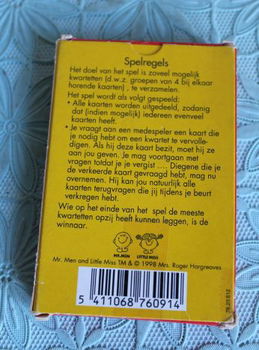 Spelregels
Het doel van het spel is zoveel mogelijk
kwartetten (d.w.z. groepen van 4 bij elkaar
horende kaarten) , te verzamelen.
Het spel wordt als volgt gespeeld:
• Alle kaarten worden uitgedeeld, zodanig
dat (indien mogelijk) iedereen evenveel
kaarten heeft.
• Je vraagt aan een medespeler een kaart die
je nodig hebt om een kwartet te vervolle-
digen. Als hij deze kaart bezit, moet hij ze
aan jou geven. Je mag voortgaan met
vragen totdat je je vergist .... Diegene die je
de verkeerde kaart gevraagd hebt, mag nu
overnemen. Hij kan jou natuurlijk alle
kaarten terugvragen die jij tijdens je beurt
verkregen hebt.
Wie op het einde van het spel de meeste
kwartetten opzij heeft kunnen leggen, is de
winnaar.
MR.MEN LITTLE MISS
Mr. Men and Little Miss TM & © 1998 Mrs. Roger Hargreaves
5 411068 760914